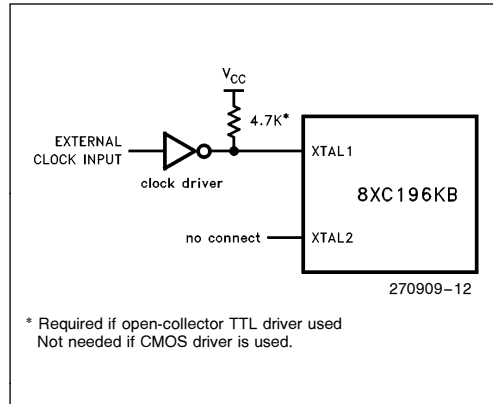 VCC
4.7K*
EXTERNAL
CLOCK INPUT
clock driver
XTAL1
8XC196KB
no connect
XTAL2
270909–12
* Required if open-collector TTL driver used
Not needed if CMOS driver is used.